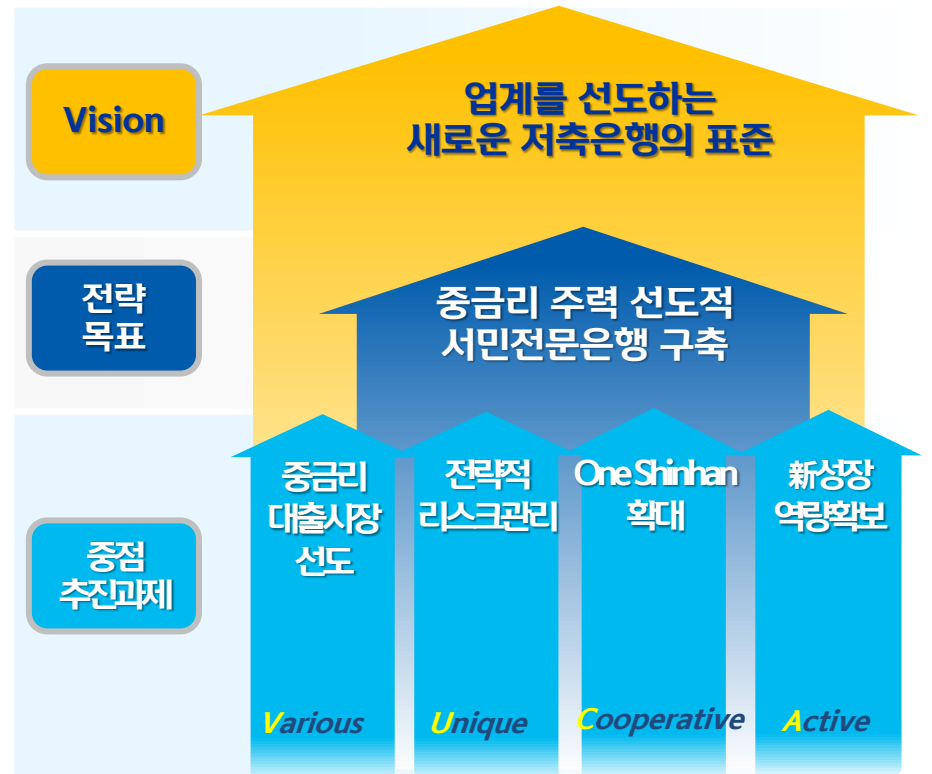 Vision
업계를 선도하는
새로운 저축은행의 표준
전략
목표
중금리 주력 선도적
서민전문은행 구축
중점
추진과제
중금리
대출시장
선도
Various
전략적
리스크관리
Unique
One Shinhan
확대
Cooperative
新성장
역량확보
Active